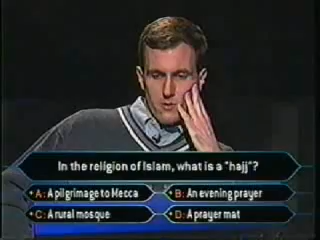 In the religion of Islam, what is a "hajj"?
A: A pilgrimage to Mecca
B: An evening prayer
C: A rural mosque
D: A prayer mat